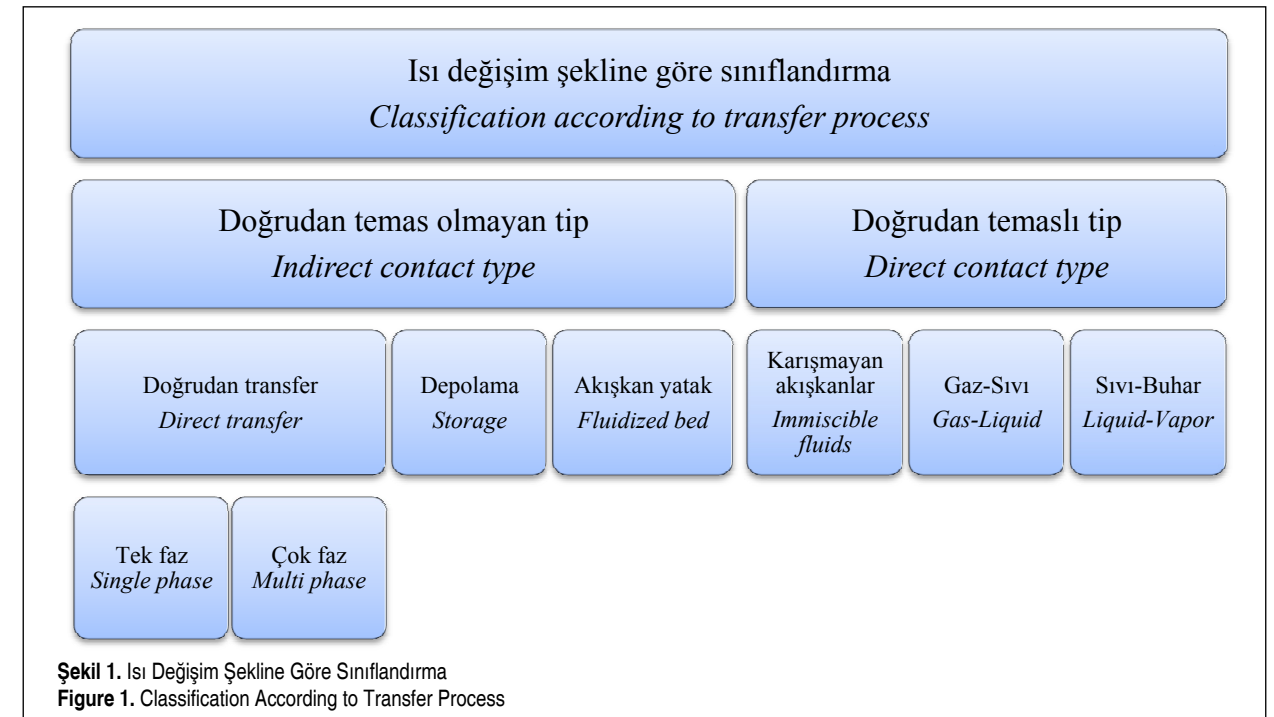 Isı değişim şekline göre sınıflandırma
Classification according to transfer process
Doğrudan temas olmayan tip
Indirect contact type
Doğrudan temaslı tip
Direct contact type
Doğrudan transfer
Direct transfer
Depolama
Storage
Akışkan yatak
Fluidized bed
Karışmayan
akışkanlar
Immiscible
fluids
Gaz-Sıvı
Gas-Liquid
Sıvı-Buhar
Liquid-Vapor
Tek faz
Single phase
Çok faz
Multi phase
Şekil 1. Isı Değişim Şekline Göre Sınıflandırma
Figure 1. Classification According to Transfer Process